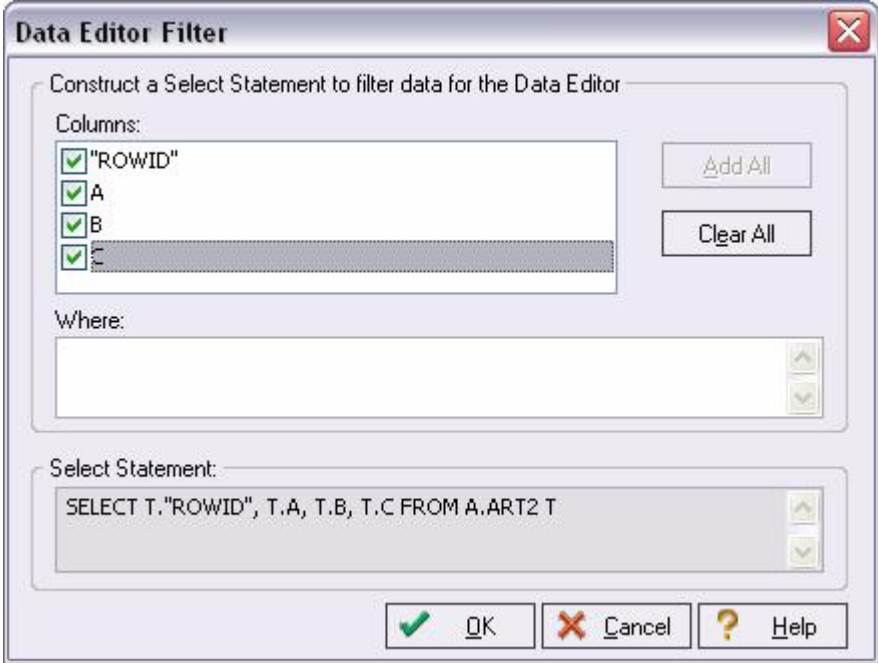 Data Editor Filter
Construct a Select Statement to filter data for the Data Editor
Columns:
"ROWID"
A
B
C
Add All
Clear All
Where:
Select Statement:
SELECT T."ROWID", T.A, T.B, T.C FROM A.ART2 T
OK
Cancel
Help